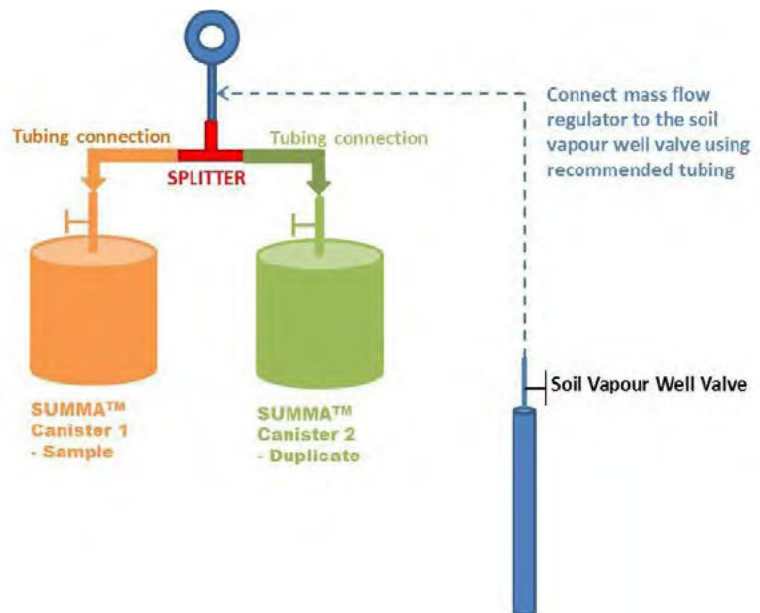 Connect mass flow
regulator to the soil
vapour well valve using
recommended tubing
Tubing connection
Tubing connection
SPLITTER
Soil Vapour Well Valve
SUMMA™
Canister 1
- Sample
SUMMA™
Canister 2
- Duplicate